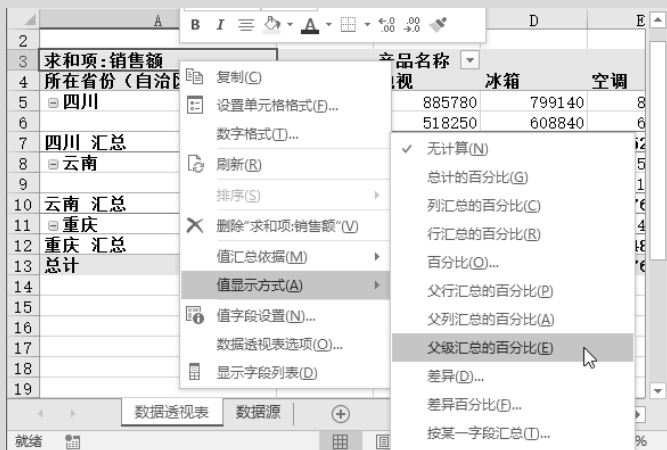 A D E
B I A .0 .00 .00 .0
2
3 求和项:销售额 产品名称
4 所在省份（自治区 视 冰箱 空调
5 四川 885780 799140 8
6 518250 608840 6
7 四川 汇总
8 云南 5
9 1
10 云南 汇总
11 重庆 4
12 重庆 汇总
13 总计
14
15
16
17
18
19
复制(C)
设置单元格格式(F)...
数字格式(T)...
刷新(R)
排序(S)
删除"求和项:销售额"(V)
值汇总依据(M)
值显示方式(A)
值字段设置(N)...
数据透视表选项(O)...
显示字段列表(D)
无计算(N)
总计的百分比(G)
列汇总的百分比(C)
行汇总的百分比(R)
百分比(O)...
父行汇总的百分比(P)
父列汇总的百分比(A)
父级汇总的百分比(E)
差异(D)...
差异百分比(F)...
按某一字段汇总(T)...
数据透视表 数据源
就绪 %